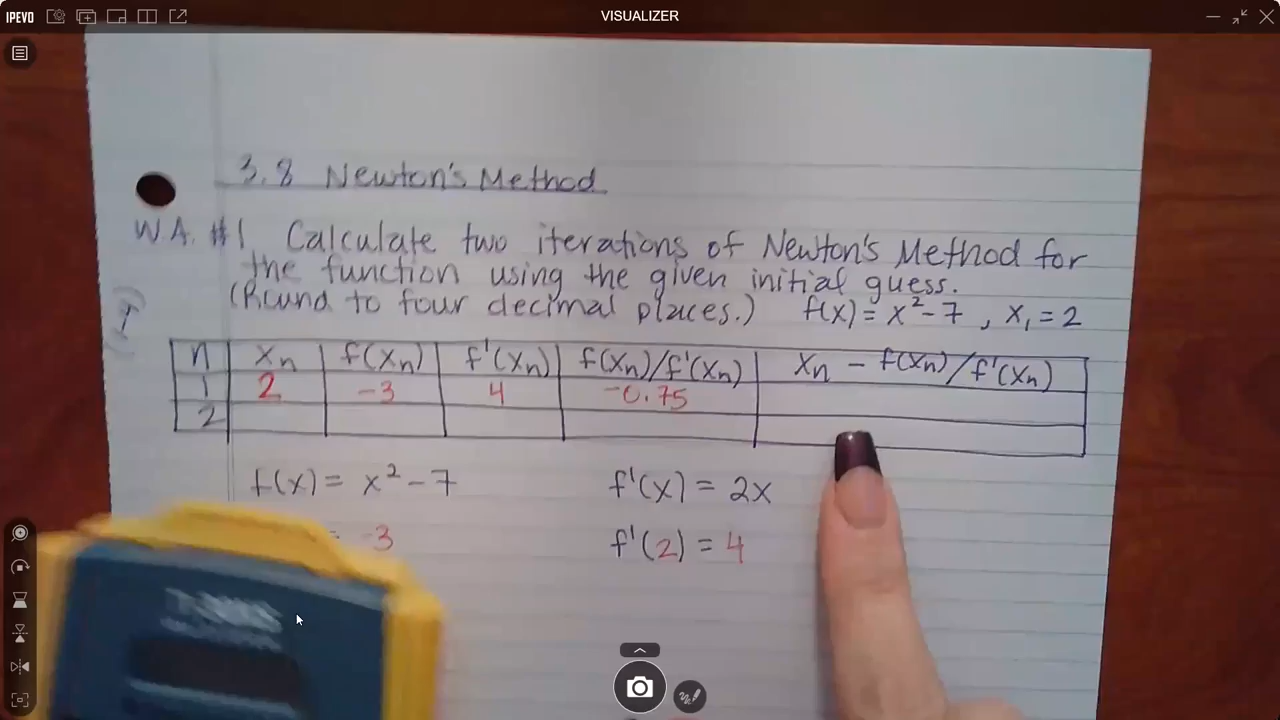 IPEVO
VISUALIZER
3.8 Newton's Method
W.A. #1 Calculate two iterations of Newton's Method for
the function using the given initial guess.
(Round to four decimal places.) f(x) = x² - 7 , x₁ = 2
n xₙ f(xₙ) f'(xₙ) f(xₙ)/f'(xₙ) xₙ - f(xₙ)/f'(xₙ)
1 2 -3 4 -0.75
2
f(x) = x² - 7 f'(x) = 2x
= -3 f'(2) = 4